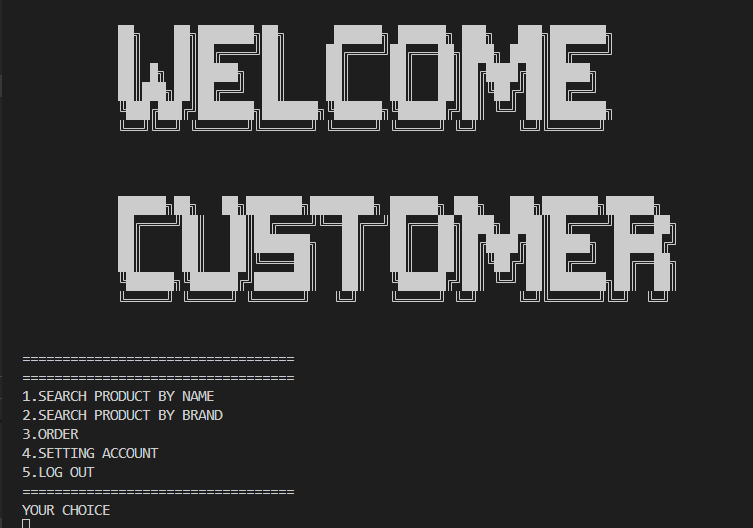 WELCOME
CUSTOMER
==================================
==================================
1.SEARCH PRODUCT BY NAME
2.SEARCH PRODUCT BY BRAND
3.ORDER
4.SETTING ACCOUNT
5.LOG OUT
==================================
YOUR CHOICE